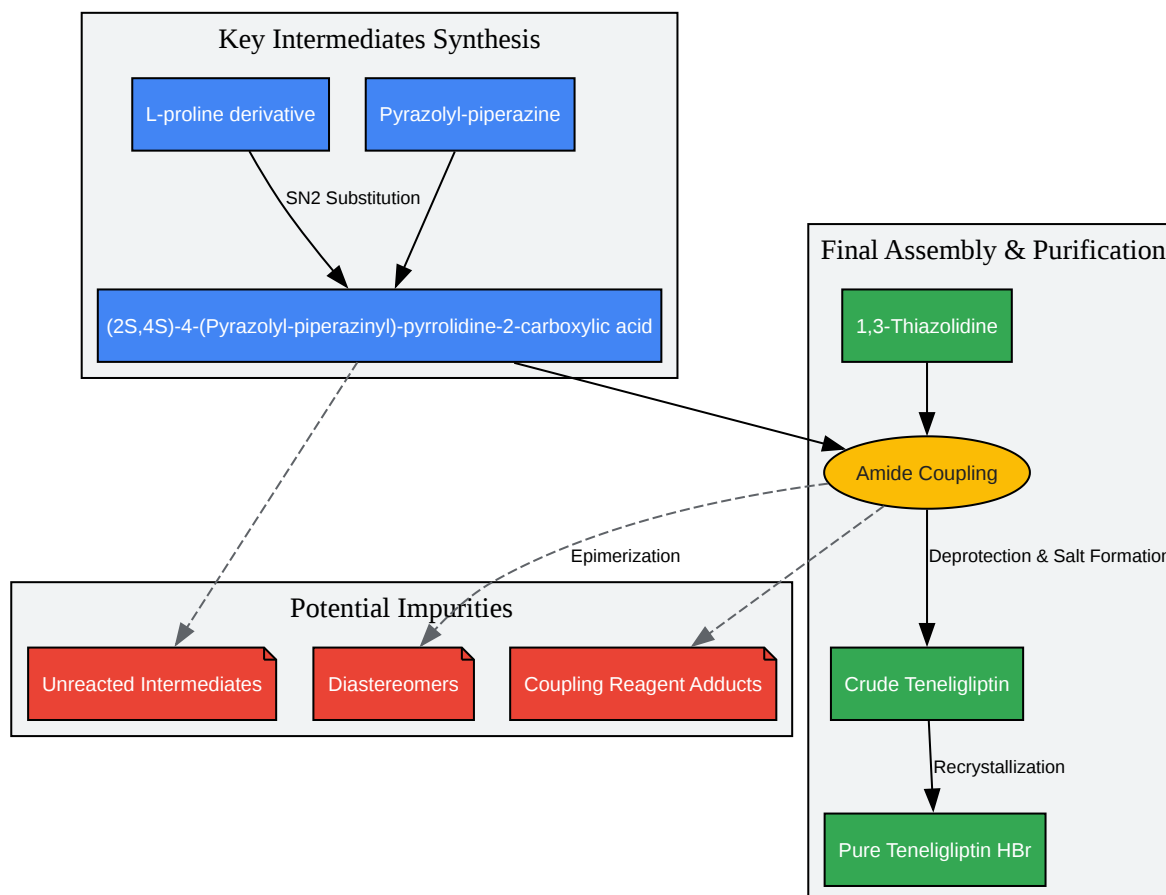 Key Intermediates Synthesis
L-proline derivative
Pyrazolyl-piperazine
SN2 Substitution
(2S,4S)-4-(Pyrazolyl-piperazinyl)-pyrrolidine-2-carboxylic acid
Final Assembly & Purification
1,3-Thiazolidine
Amide Coupling
Epimerization
Deprotection & Salt Formation
Potential Impurities
Unreacted Intermediates
Diastereomers
Coupling Reagent Adducts
Crude Teneligliptin
Recrystallization
Pure Teneligliptin HBr